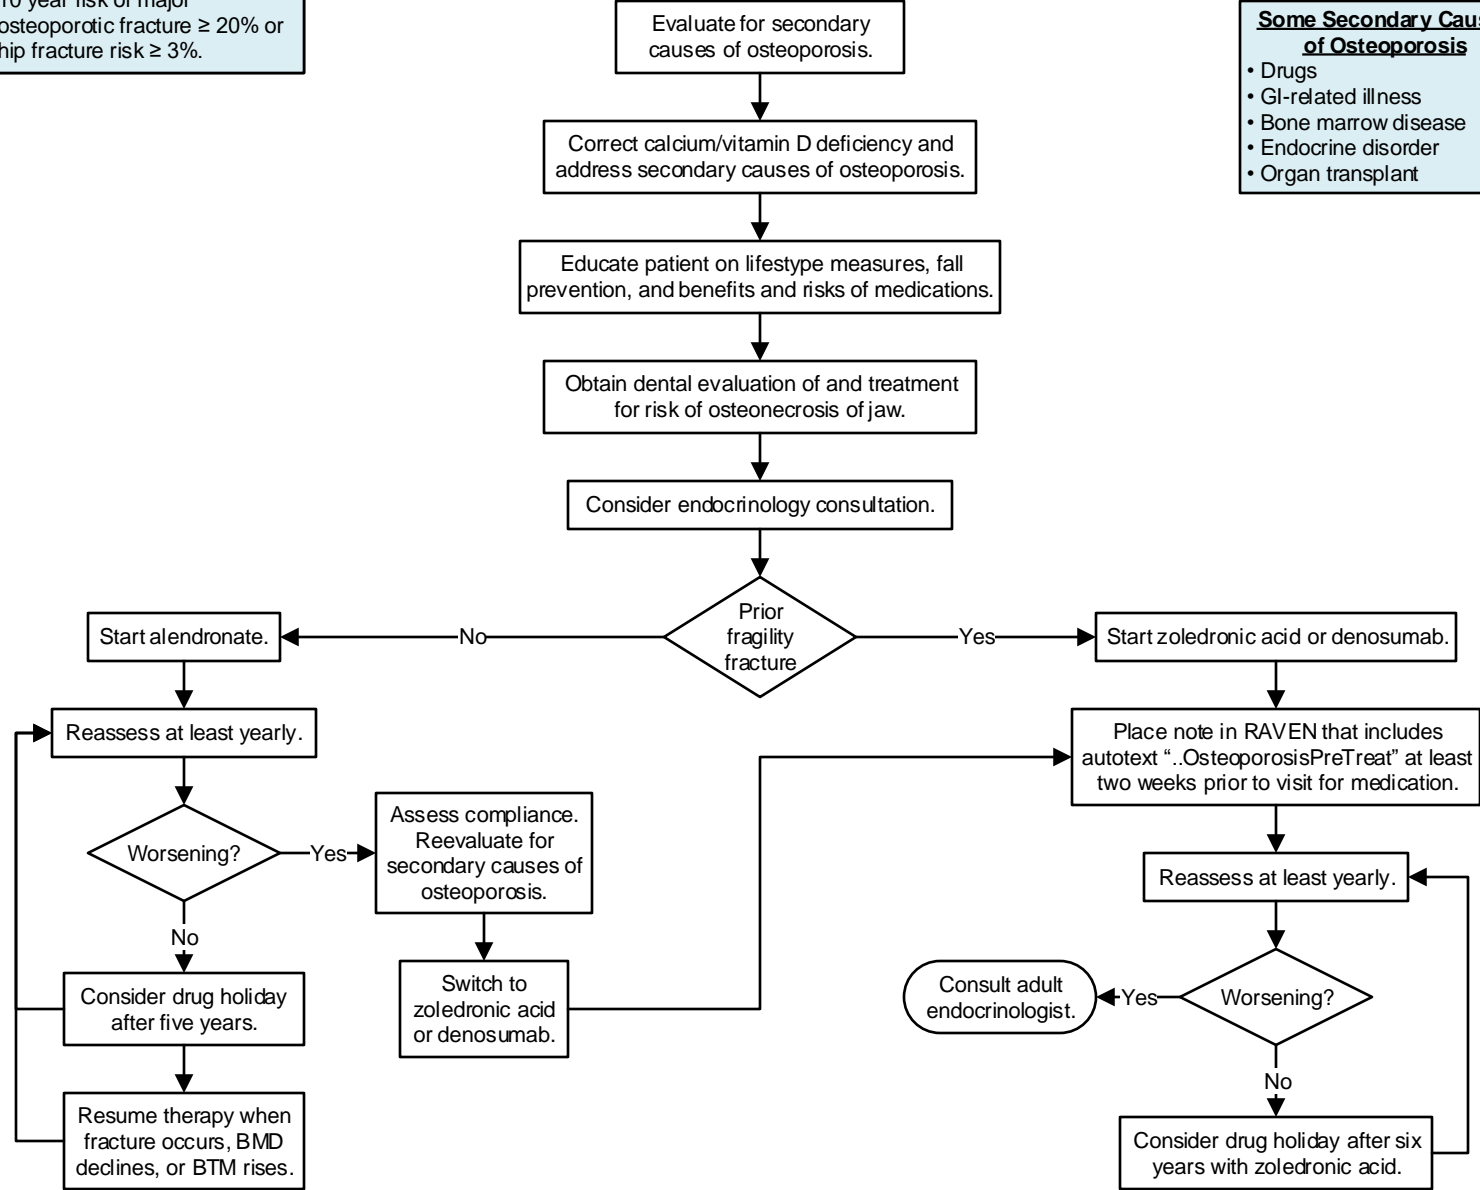 10 year risk of major
osteoporotic fracture ≥ 20% or
hip fracture risk ≥ 3%.
Evaluate for secondary
causes of osteoporosis.
Some Secondary
of Osteoporosis
• Drugs
• GI-related illness
• Bone marrow disease
• Endocrine disorder
• Organ transplant
Correct calcium/vitamin D deficiency and
address secondary causes of osteoporosis.
Educate patient on lifestype measures, fall
prevention, and benefits and risks of medications.
Obtain dental evaluation of and treatment
for risk of osteonecrosis of jaw.
Consider endocrinology consultation.
Prior
fragility
fracture
No
Yes
Start alendronate.
Start zoledronic acid or denosumab.
Reassess at least yearly.
Place note in RAVEN that includes
autotext “..OsteoporosisPreTreat” at least
two weeks prior to visit for medication.
Worsening?
Yes
Assess compliance.
Reevaluate for
secondary causes of
osteoporosis.
Reassess at least yearly.
No
Consider drug holiday
after five years.
Switch to
zoledronic acid
or denosumab.
Consult adult
endocrinologist.
Yes
Worsening?
No
Resume therapy when
fracture occurs, BMD
declines, or BTM rises.
Consider drug holiday after six
years with zoledronic acid.